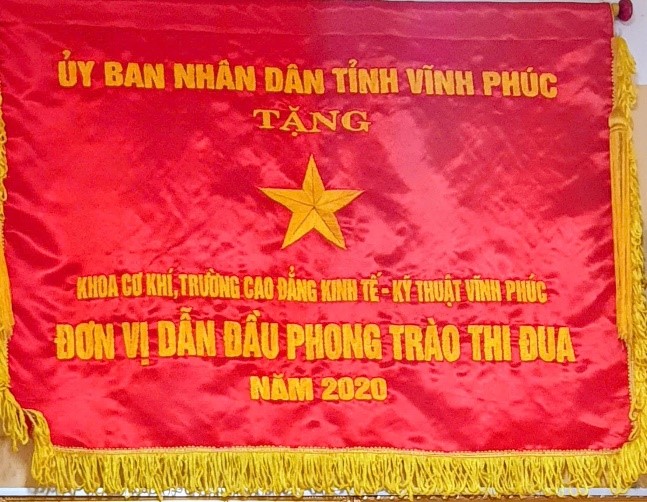 ỦY BAN NHÂN DÂN TỈNH VĨNH PHÚC
TẶNG
KHOA CƠ KHÍ, TRƯỜNG CAO ĐẲNG KINH TẾ - KỸ THUẬT VĨNH PHÚC
ĐƠN VỊ DẪN ĐẦU PHONG TRÀO THI ĐUA
NĂM 2020